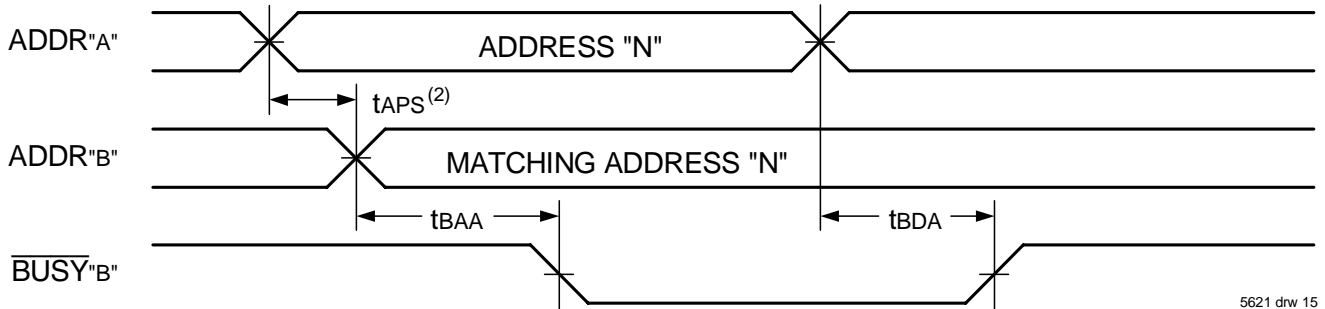 ADDR"A"
ADDRESS "N"
tAPS(2)
ADDR"B"
MATCHING ADDRESS "N"
tBAA
tBDA
BUSY"B"
5621 drw 15